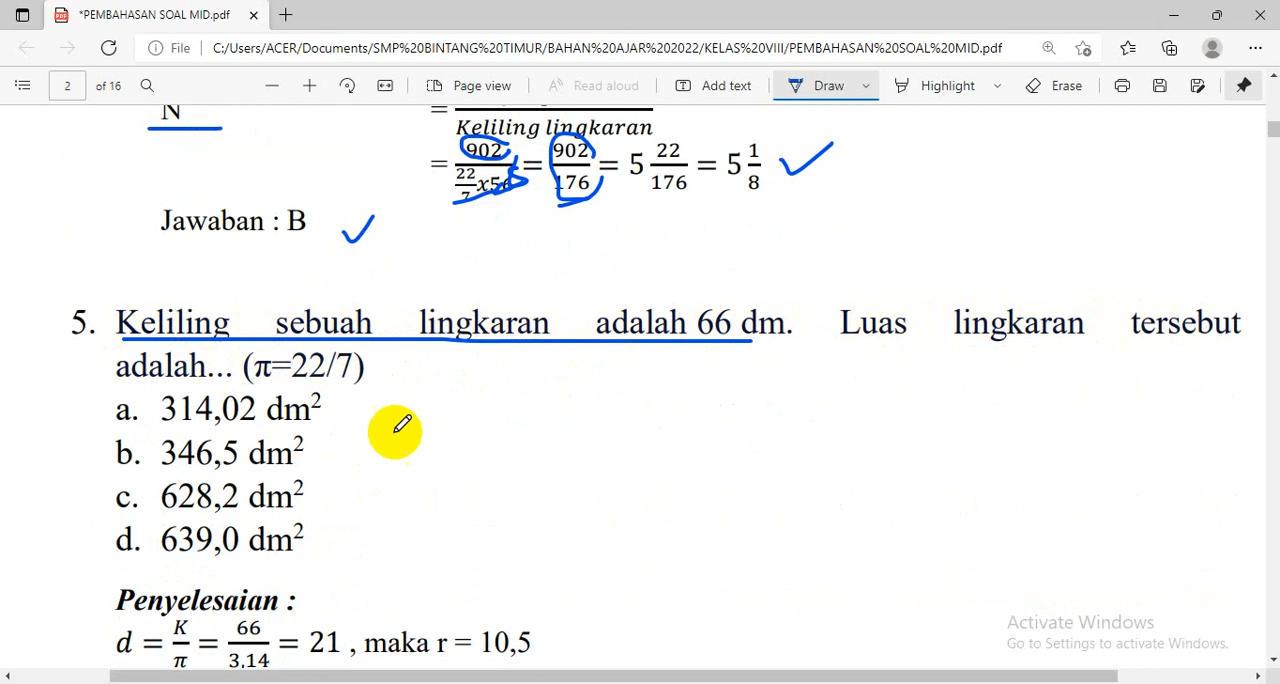 *PEMBAHASAN SOAL MID.pdf
File C:/Users/ACER/Documents/SMP%20BINTANG%20TIMUR/BAHAN%20AJAR%202022/KELAS%20VIII/PEMBAHASAN%20SOAL%20MID.pdf
2 of 16 Page view Read aloud Add text Draw Highlight Erase
N
= Keliling lingkaran
= 902 / 22/7 x56 = 902/176 = 5 22/176 = 5 1/8
Jawaban : B
5. Keliling sebuah lingkaran adalah 66 dm. Luas lingkaran tersebut
adalah... (π=22/7)
a. 314,02 dm²
b. 346,5 dm²
c. 628,2 dm²
d. 639,0 dm²
Penyelesaian :
d = K/π = 66/3,14 = 21 , maka r = 10,5
Activate Windows
Go to Settings to activate Windows.